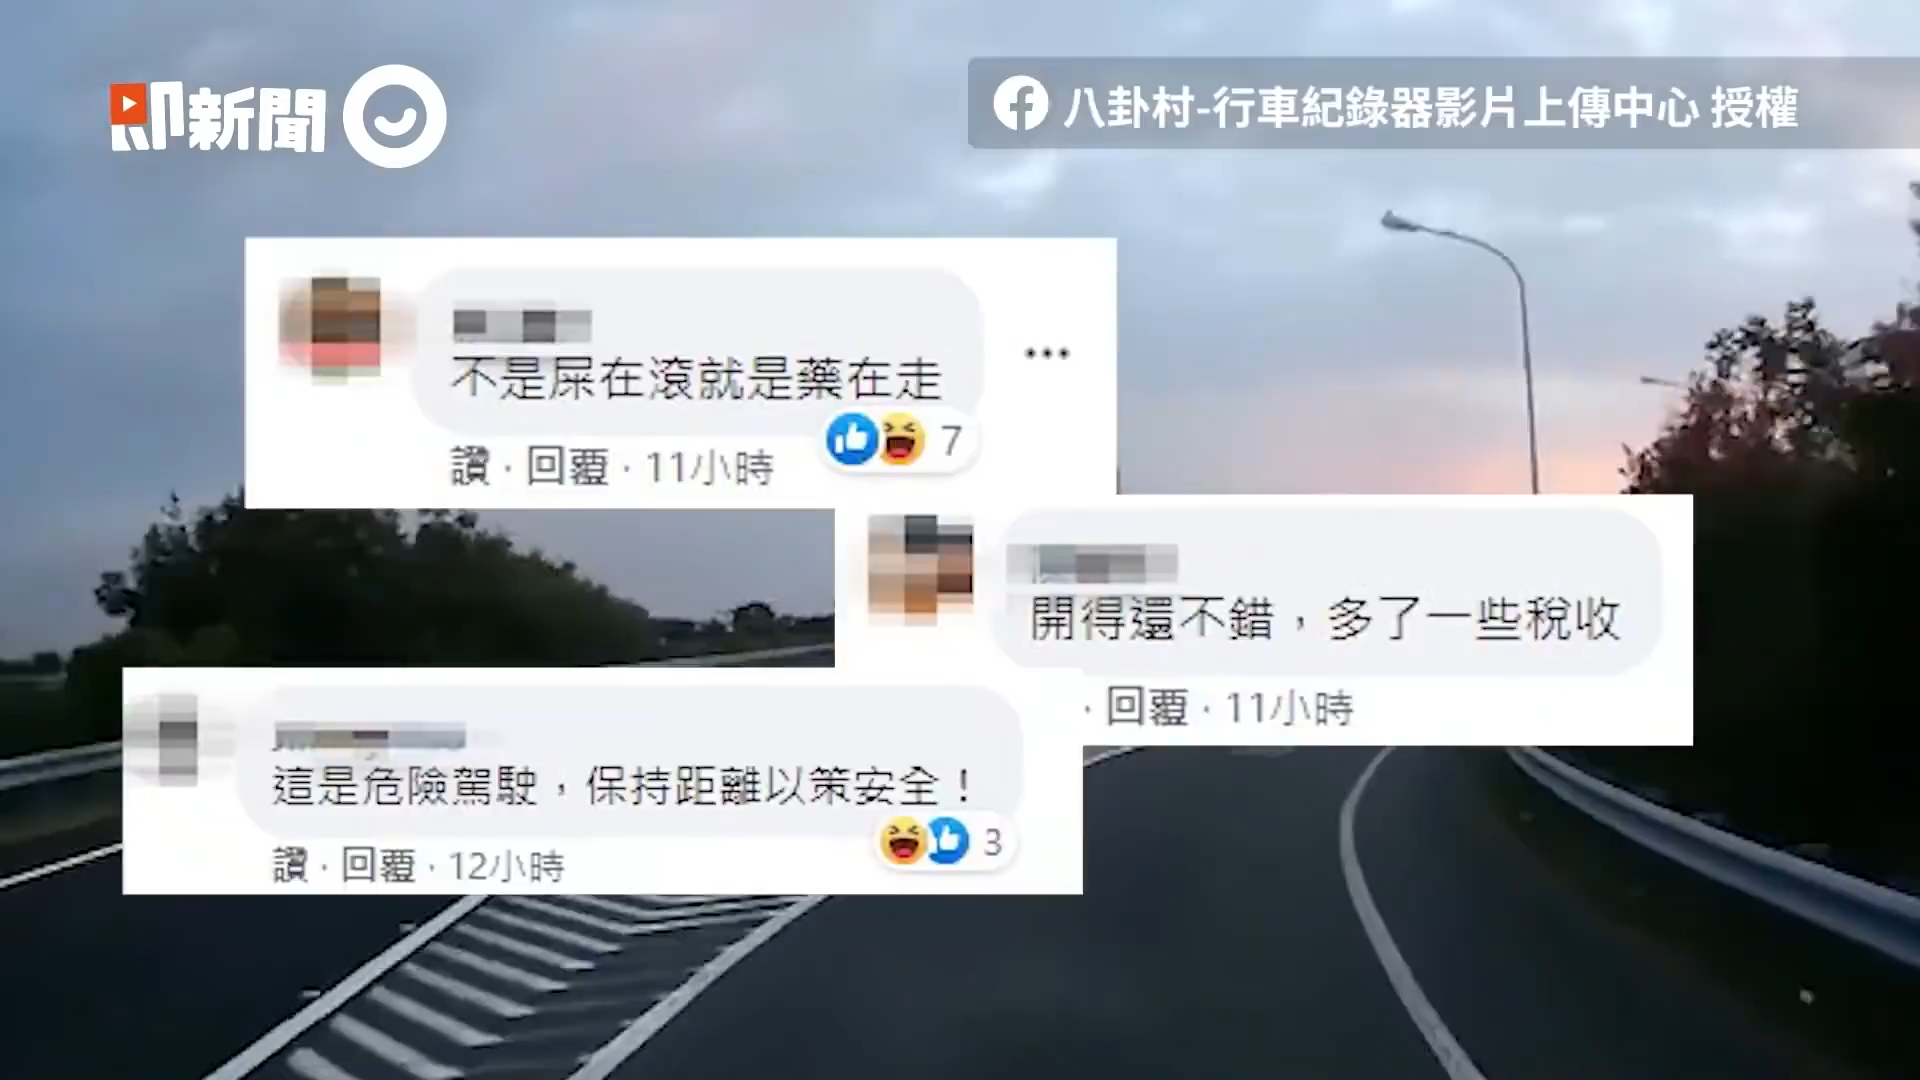 即新聞
八卦村-行車紀錄器影片上傳中心 授權
不是屎在滾就是藥在走
7
讚 · 回覆 · 11小時
開得還不錯，多了一些稅收
· 回覆 · 11小時
這是危險駕駛，保持距離以策安全！
3
讚 · 回覆 · 12小時